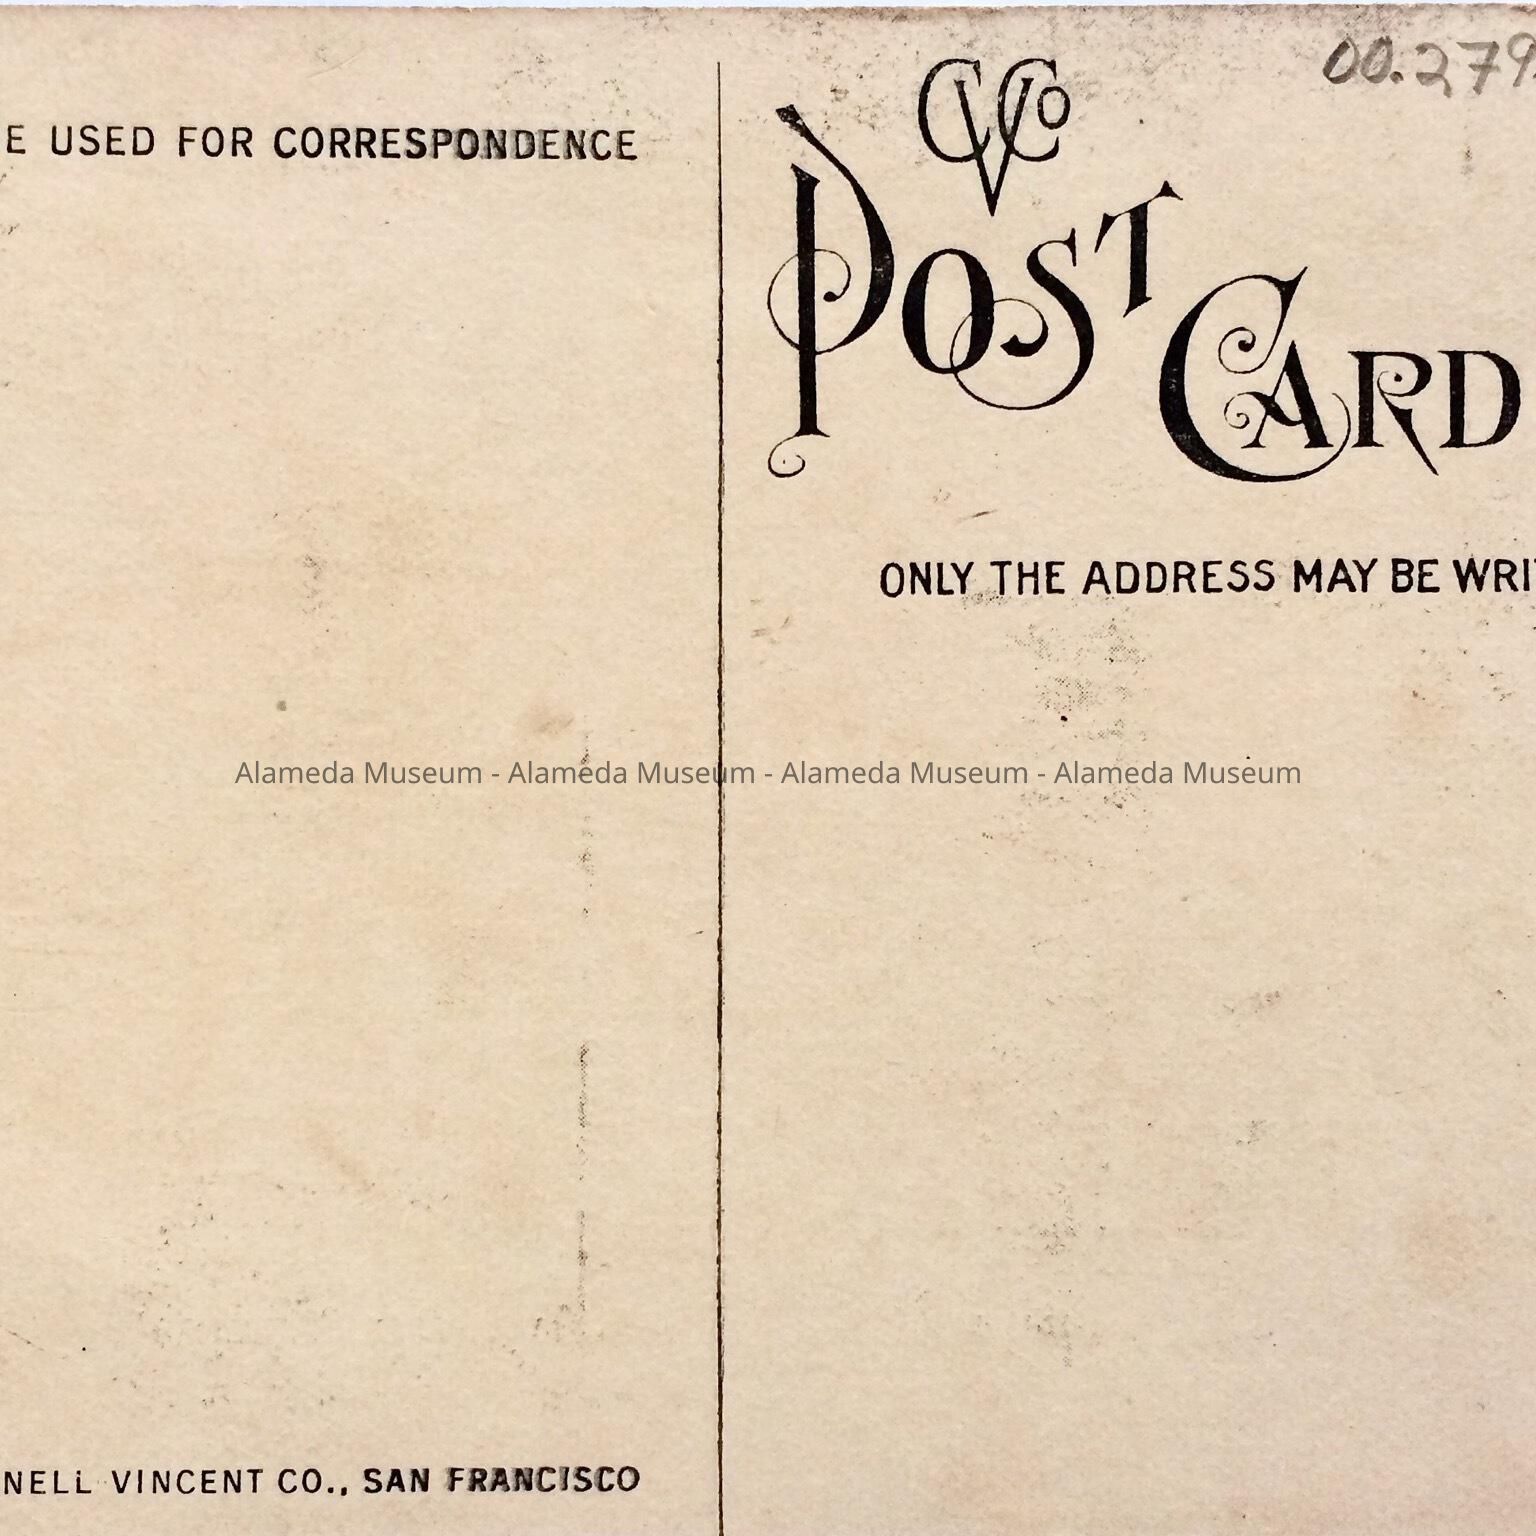 E USED FOR CORRESPONDENCE
CVCo
POST CARD
00.279
ONLY THE ADDRESS MAY BE WRI
Alameda Museum - Alameda Museum - Alameda Museum - Alameda Museum
NELL VINCENT CO., SAN FRANCISCO